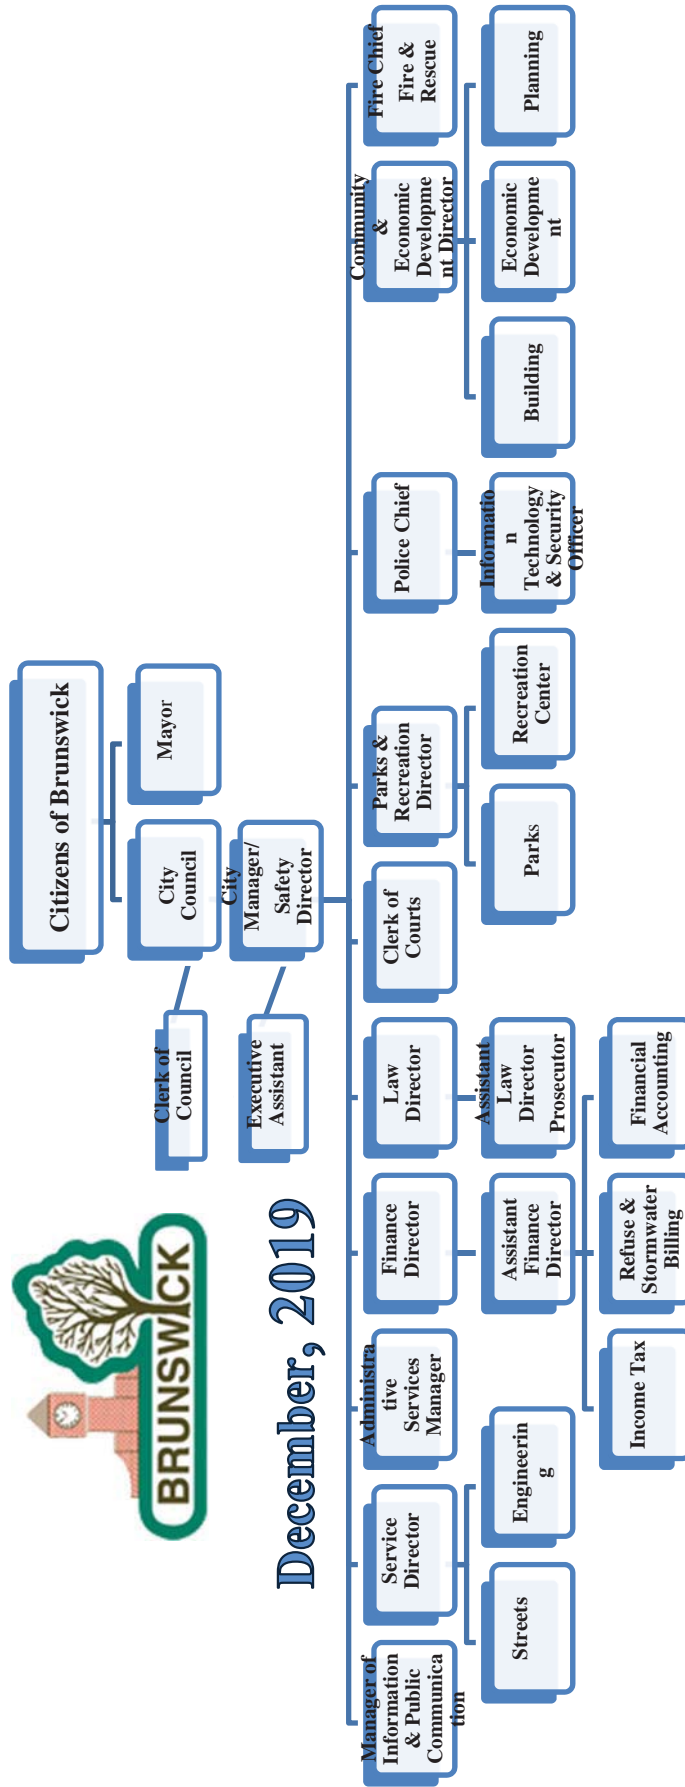 BRUNSWICK
December, 2019
Citizens of Brunswick
Clerk of
Council
City
Council
Mayor
Executive
Assistant
City
Manager/
Safety
Director
Manager of
Information
& Public
Communica
tion
Service
Director
Administra
tive
Services
Manager
Finance
Director
Law
Director
Clerk of
Courts
Parks &
Recreation
Director
Police Chief
Community
&
Economic
Developme
nt Director
Fire Chief
Fire &
Rescue
Streets
Engineerin
g
Assistant
Finance
Director
Assistant
Law
Director
Prosecutor
Parks
Recreation
Center
Informatio
n
Technology
& Security
Officer
Building
Economic
Developme
nt
Planning
Income Tax
Refuse &
Stormwater
Billing
Financial
Accounting